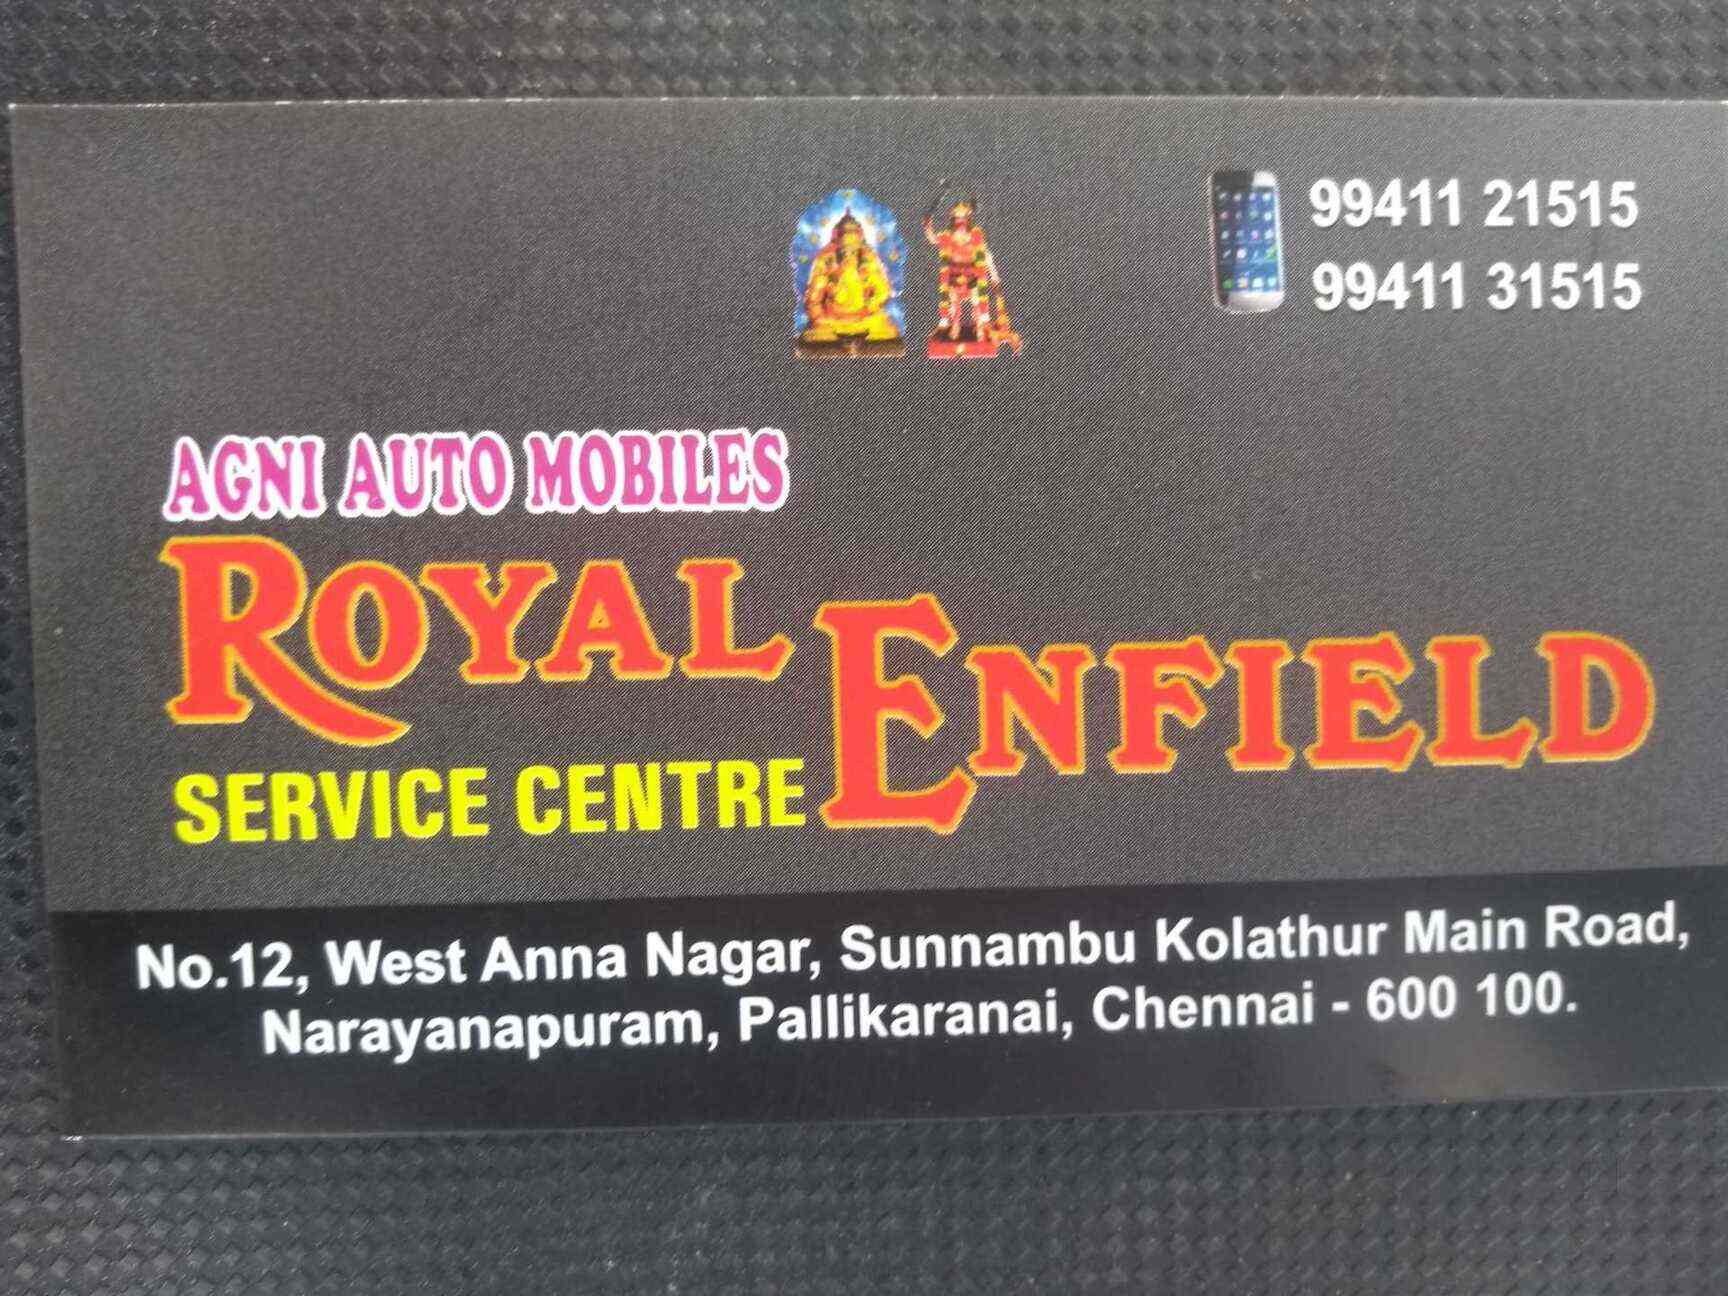 99411 21515
99411 31515
AGNI AUTO MOBILES
ROYAL ENFIELD
SERVICE CENTRE
No.12, West Anna Nagar, Sunnambu Kolathur Main Road,
Narayanapuram, Pallikaranai, Chennai - 600 100.